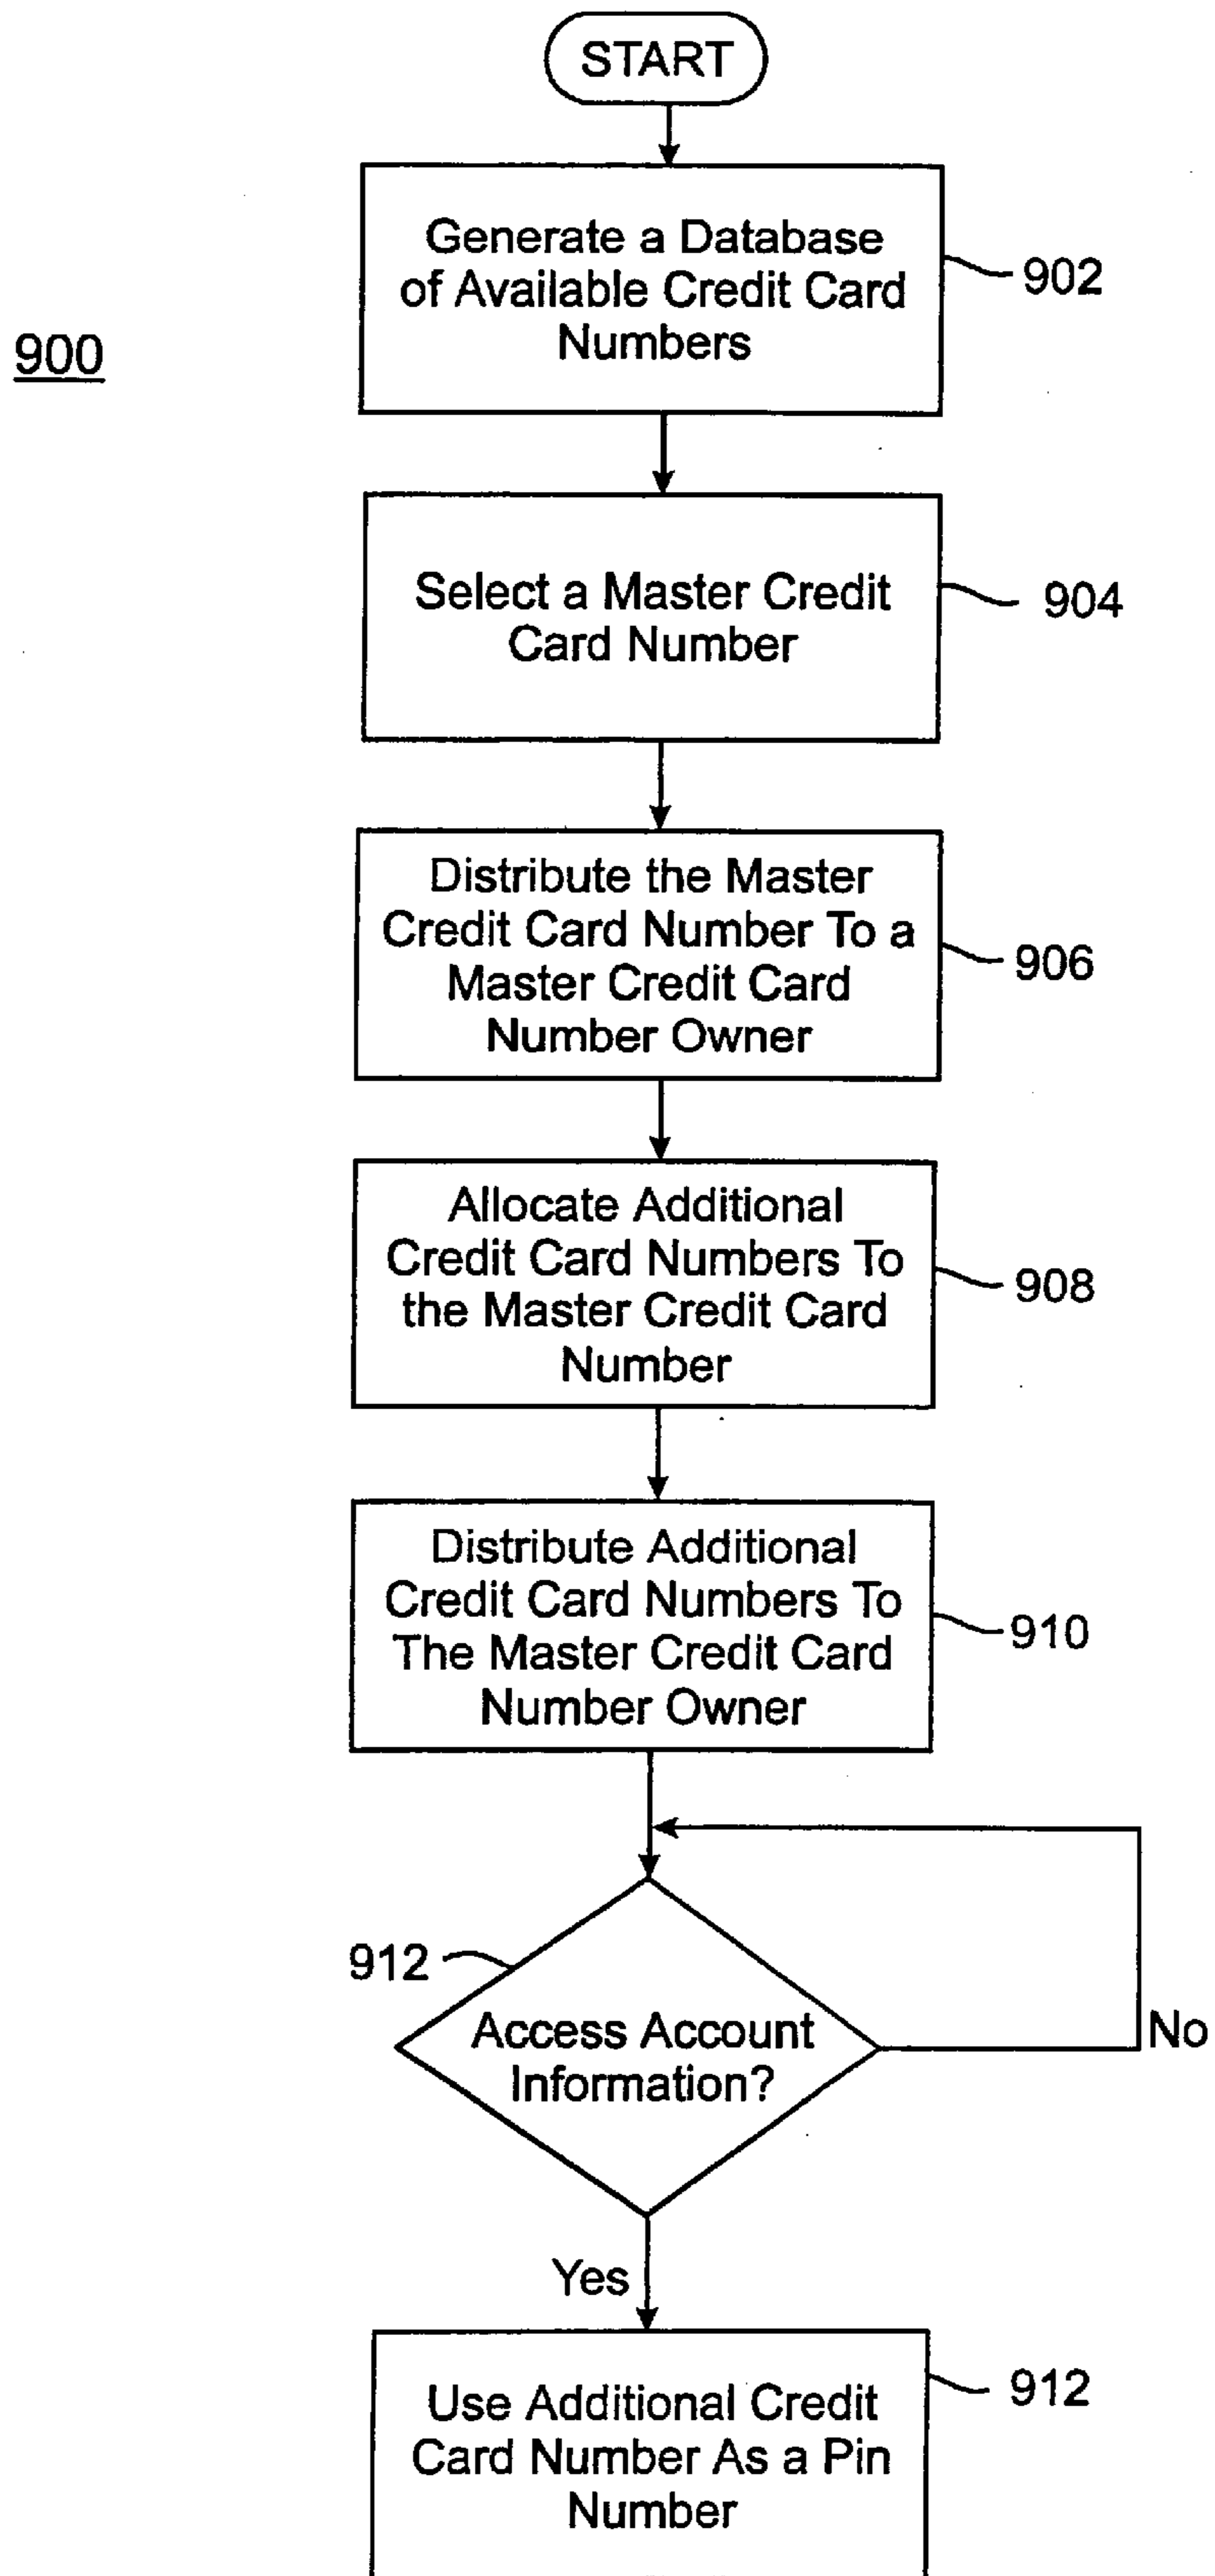 START
Generate a Database
of Available Credit Card
Numbers
902
900
Select a Master Credit
Card Number
904
Distribute the Master
Credit Card Number To a
Master Credit Card
Number Owner
906
Allocate Additional
Credit Card Numbers To
the Master Credit Card
Number
908
Distribute Additional
Credit Card Numbers To
The Master Credit Card
Number Owner
910
912
Access Account
Information?
No
Yes
Use Additional Credit
Card Number As a Pin
Number
912